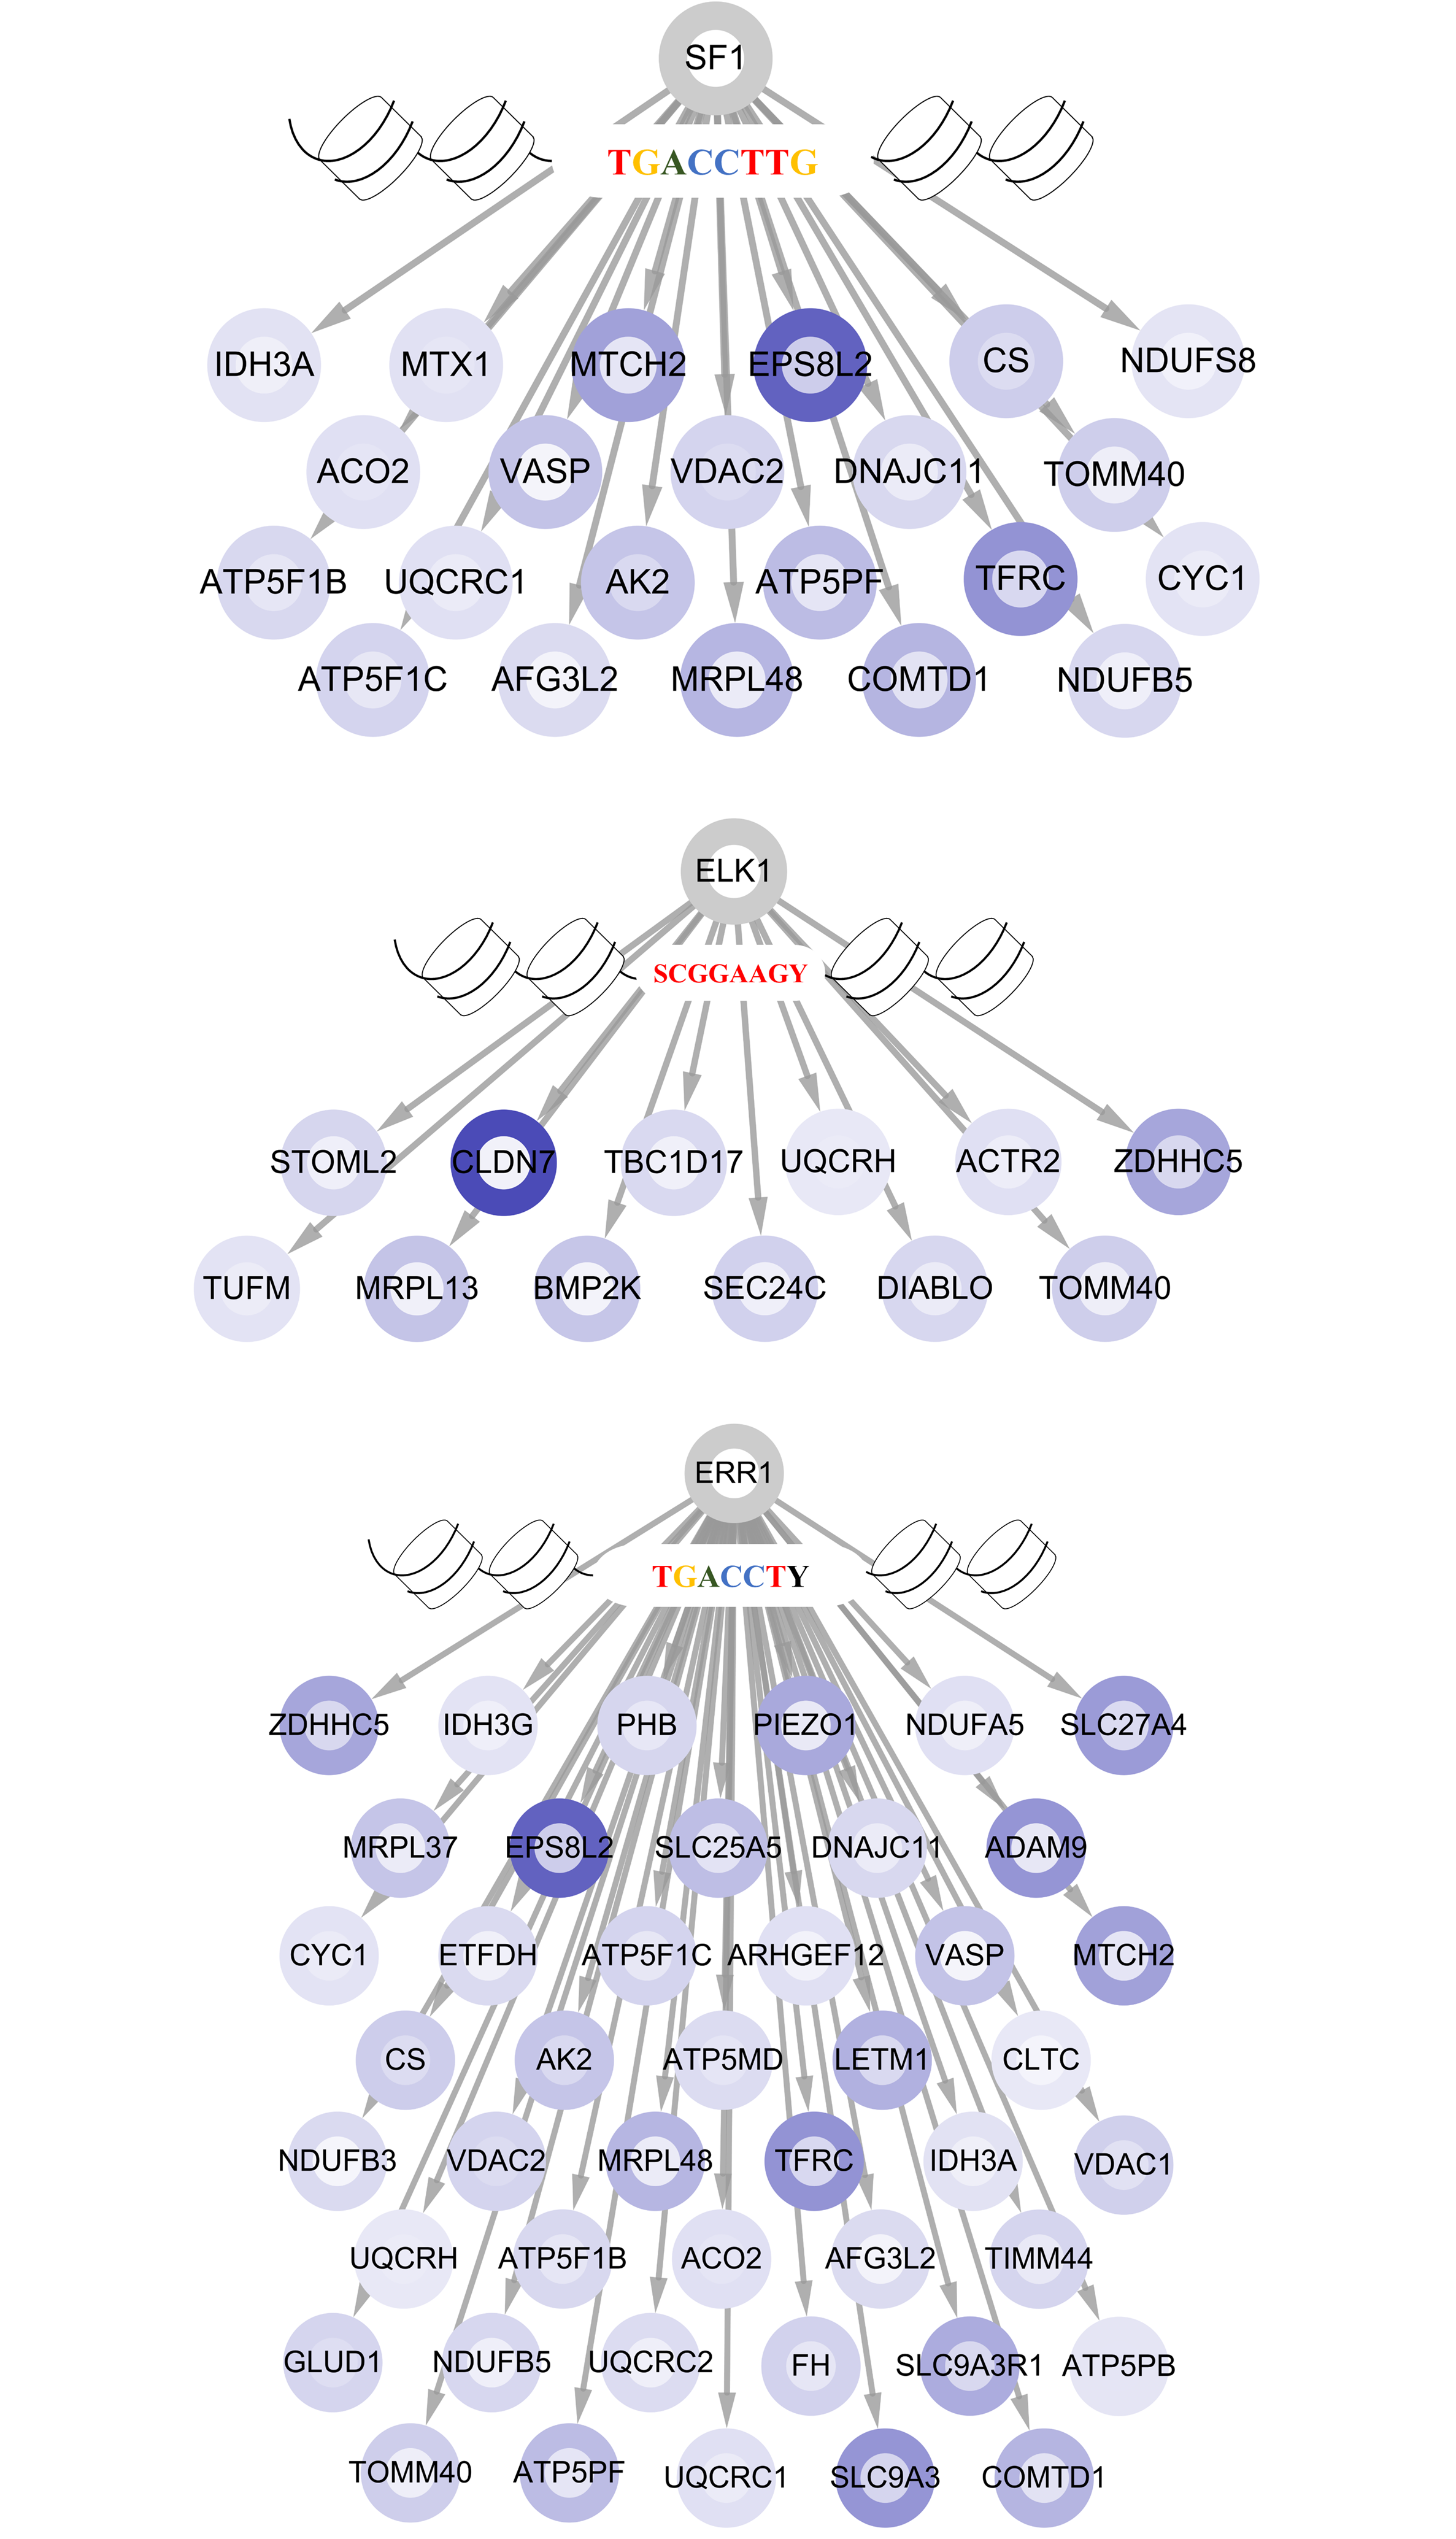 SF1
TGACCTTG
IDH3A MTX1 MTCH2 EPS8L2 CS NDUFS8
ACO2 VASP VDAC2 DNAJC11 TOMM40
ATP5F1B UQCRC1 AK2 ATP5PF TFRC CYC1
ATP5F1C AFG3L2 MRPL48 COMTD1 NDUFB5
ELK1
SCGGAAGY
STOML2 CLDN7 TBC1D17 UQCRH ACTR2 ZDHHC5
TUFM MRPL13 BMP2K SEC24C DIABLO TOMM40
ERR1
TGACCTY
ZDHHC5 IDH3G PHB PIEZO1 NDUFA5 SLC27A4
MRPL37 EPS8L2 SLC25A5 DNAJC11 ADAM9
CYC1 ETFDH ATP5F1C ARHGEF12 VASP MTCH2
CS AK2 ATP5MD LETM1 CLTC
NDUFB3 VDAC2 MRPL48 TFRC IDH3A VDAC1
UQCRH ATP5F1B ACO2 AFG3L2 TIMM44
GLUD1 NDUFB5 UQCRC2 FH SLC9A3R1 ATP5PB
TOMM40 ATP5PF UQCRC1 SLC9A3 COMTD1